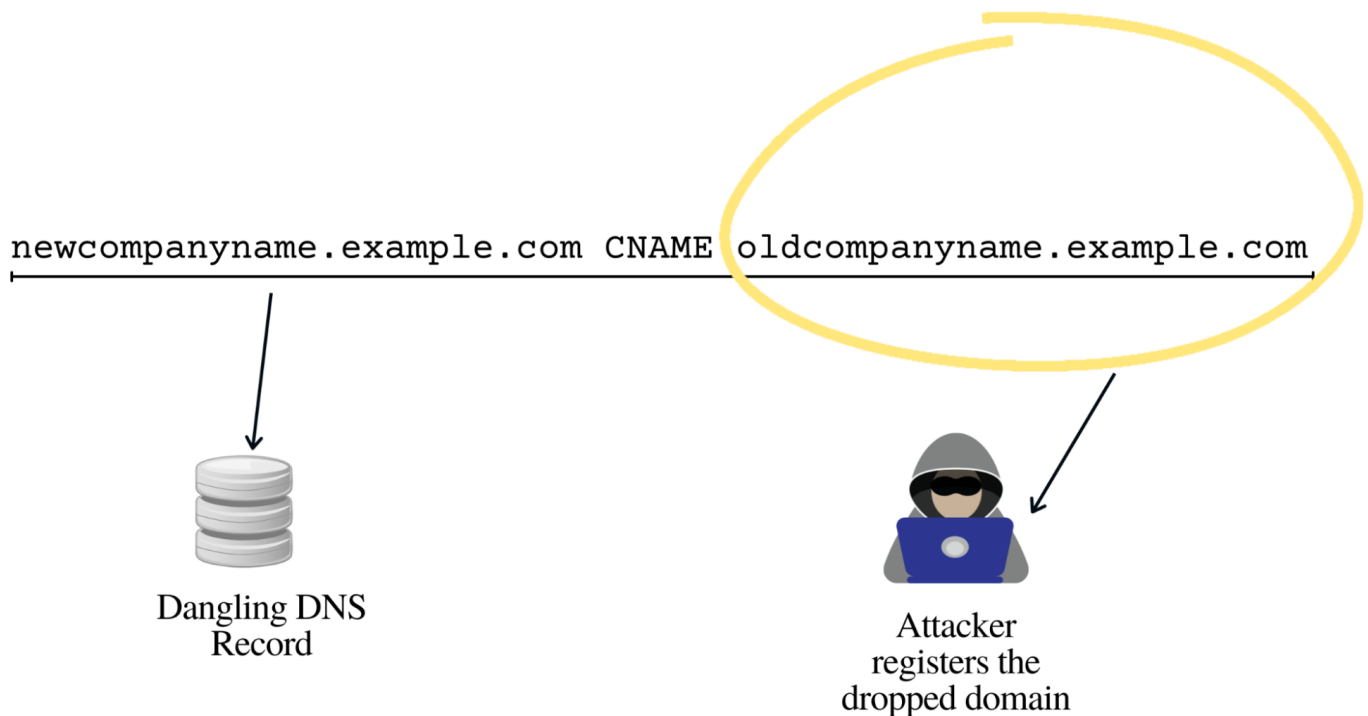 newcompanyname.example.com CNAME oldcompanyname.example.com
Dangling DNS
Record
Attacker
registers the
dropped domain